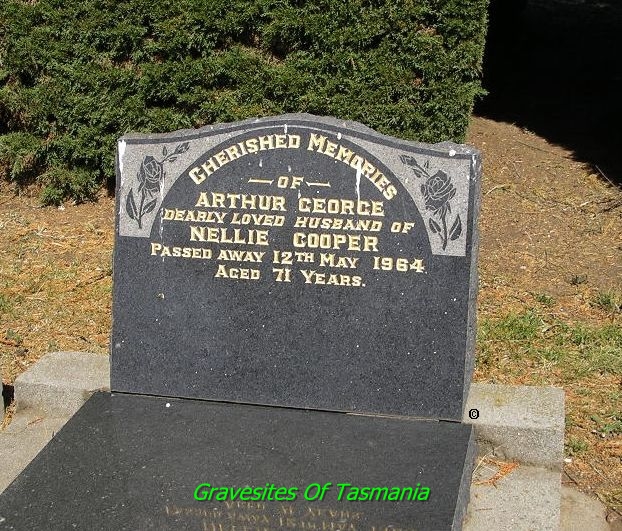 Cherished Memories
— OF —
ARTHUR GEORGE
DEARLY LOVED HUSBAND OF
NELLIE COOPER
PASSED AWAY 12TH MAY 1964
AGED 71 YEARS.
©
Gravesites Of Tasmania